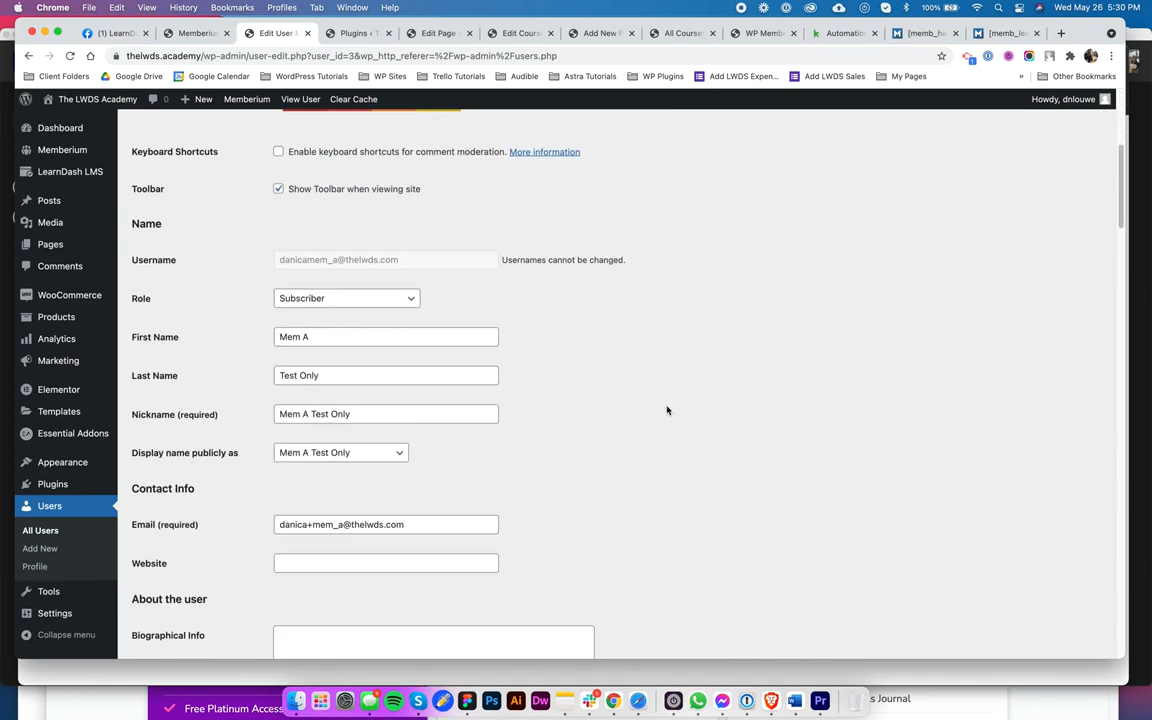 Chrome File Edit View History Bookmarks Profiles Tab Window Help 100% Wed May 26 5:30 PM
(1) LearnD Memberiu Edit User Plugins ‹ T Edit Page Edit Cours Add New P All Course WP Memb Automation [memb_ha [memb_lea
thelwds.academy/wp-admin/user-edit.php?user_id=3&wp_http_referer=%2Fwp-admin%2Fusers.php
Client Folders Google Drive Google Calendar WordPress Tutorials WP Sites Trello Tutorials Audible Astra Tutorials WP Plugins Add LWDS Expen... Add LWDS Sales My Pages » Other Bookmarks
The LWDS Academy 0 New Memberium View User Clear Cache Howdy, dnlouwe
Dashboard
Memberium
LearnDash LMS
Posts
Media
Pages
Comments
WooCommerce
Products
Analytics
Marketing
Elementor
Templates
Essential Addons
Appearance
Plugins
Users
All Users
Add New
Profile
Tools
Settings
Collapse menu
Keyboard Shortcuts Enable keyboard shortcuts for comment moderation. More information
Toolbar Show Toolbar when viewing site
Name
Username danicamem_a@thelwds.com Usernames cannot be changed.
Role Subscriber
First Name Mem A
Last Name Test Only
Nickname (required) Mem A Test Only
Display name publicly as Mem A Test Only
Contact Info
Email (required) danica+mem_a@thelwds.com
Website
About the user
Biographical Info
Free Platinum Access
s Journal